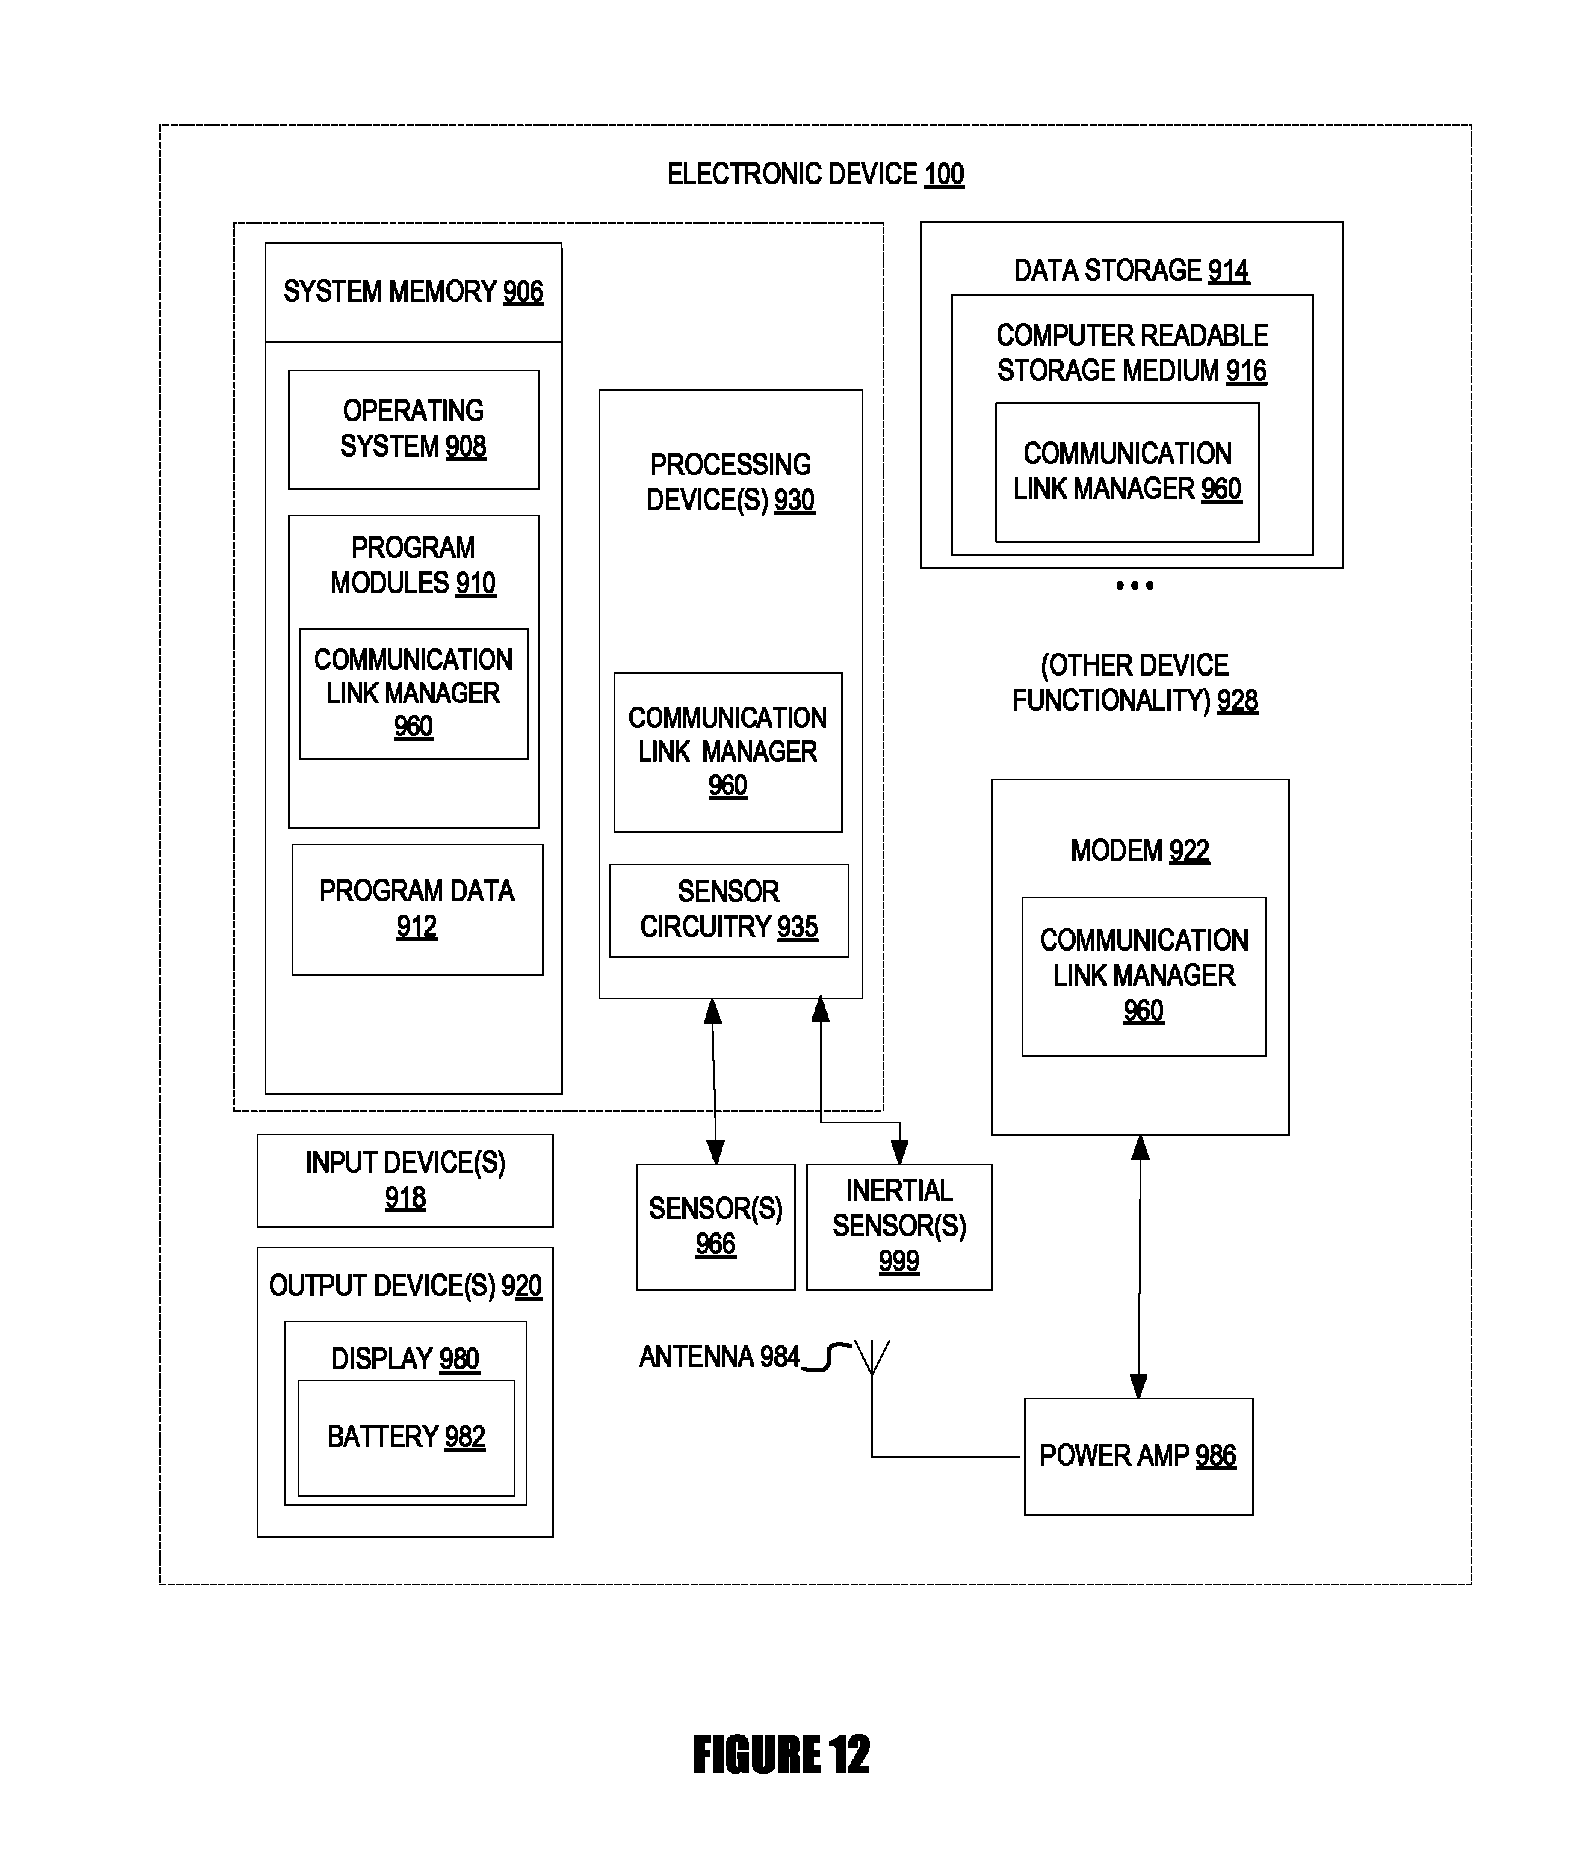 ELECTRONIC DEVICE 100
SYSTEM MEMORY 906
OPERATING
SYSTEM 908
PROGRAM
MODULES 910
COMMUNICATION
LINK MANAGER
960
PROGRAM DATA
912
PROCESSING
DEVICE(S) 930
COMMUNICATION
LINK MANAGER
960
SENSOR
CIRCUITRY 935
DATA STORAGE 914
COMPUTER READABLE
STORAGE MEDIUM 916
COMMUNICATION
LINK MANAGER 960
...
(OTHER DEVICE
FUNCTIONALITY) 928
MODEM 922
COMMUNICATION
LINK MANAGER
960
INPUT DEVICE(S)
918
OUTPUT DEVICE(S) 920
DISPLAY 980
BATTERY 982
SENSOR(S)
966
INERTIAL
SENSOR(S)
999
ANTENNA 984
POWER AMP 986
FIGURE 12